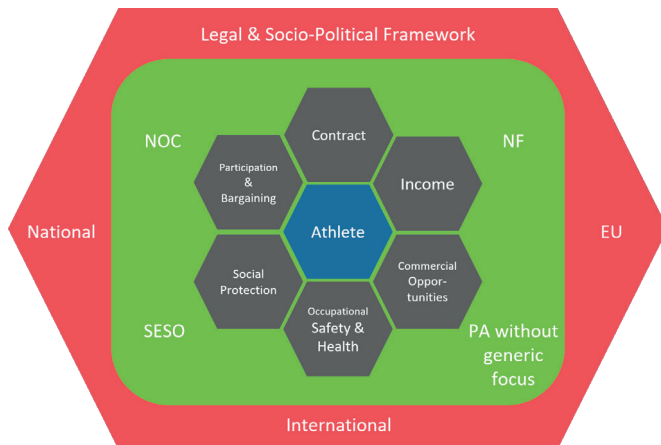 Legal & Socio-Political Framework
NOC
Contract
NF
Participation
&
Bargaining
Income
National
Athlete
EU
Social
Protection
Commercial
Oppor-
tunities
SESO
Occupational
Safety &
Health
PA without
generic
focus
International